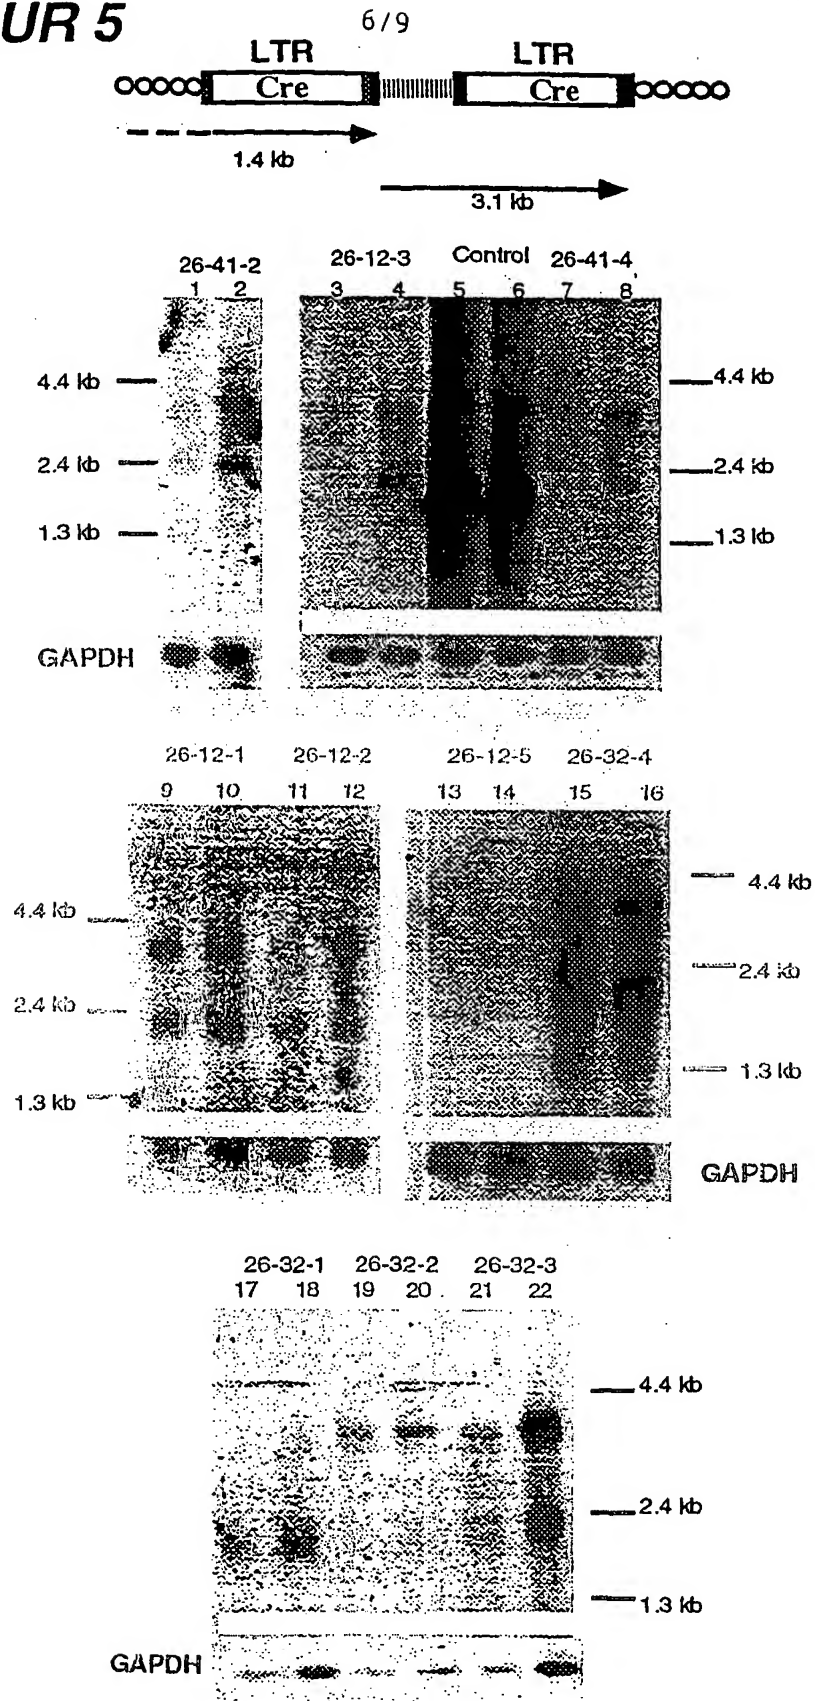 UR 5
6/9
LTR LTR
Cre Cre
1.4 kb
3.1 kb
26-41-2 26-12-3 Control 26-41-4
1 2 3 4 5 6 7 8
4.4 kb 4.4 kb
2.4 kb 2.4 kb
1.3 kb 1.3 kb
GAPDH
26-12-1 26-12-2 26-12-5 26-32-4
9 10 11 12 13 14 15 16
4.4 kb 4.4 kb
2.4 kb 2.4 kb
1.3 kb 1.3 kb
GAPDH
26-32-1 26-32-2 26-32-3
17 18 19 20 21 22
4.4 kb
2.4 kb
1.3 kb
GAPDH